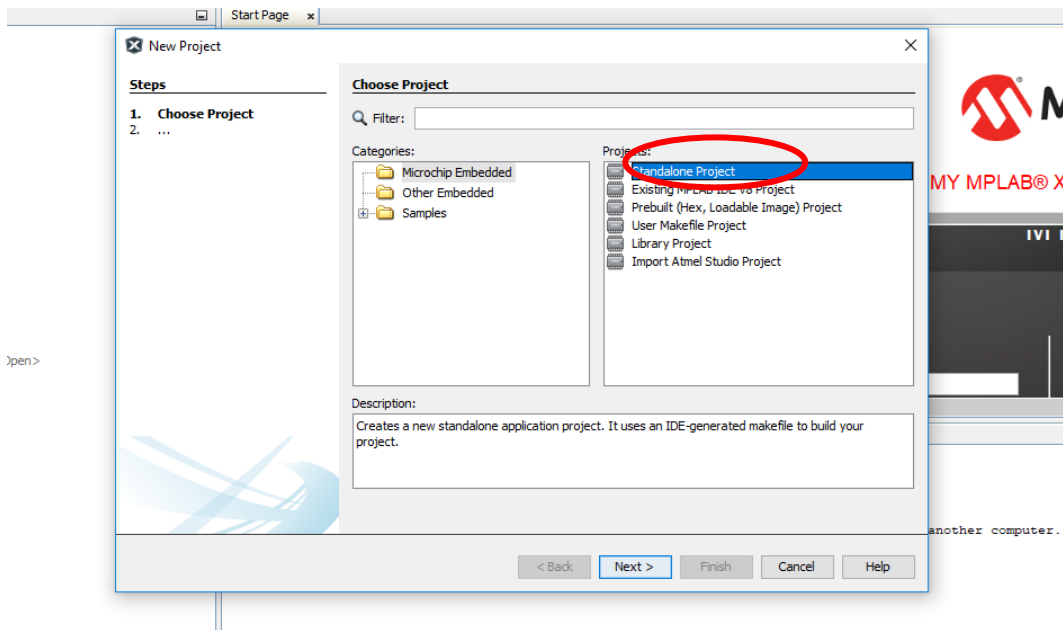 Start Page x
New Project
Steps
1. Choose Project
2. ...
Choose Project
Filter:
Categories:
Microchip Embedded
Other Embedded
Samples
Projects:
Standalone Project
Existing MPLAB IDE v8 Project
Prebuilt (Hex, Loadable Image) Project
User Makefile Project
Library Project
Import Atmel Studio Project
Description:
Creates a new standalone application project. It uses an IDE-generated makefile to build your
project.
< Back Next > Finish Cancel Help
Open>
M
MY MPLAB® X
another computer.